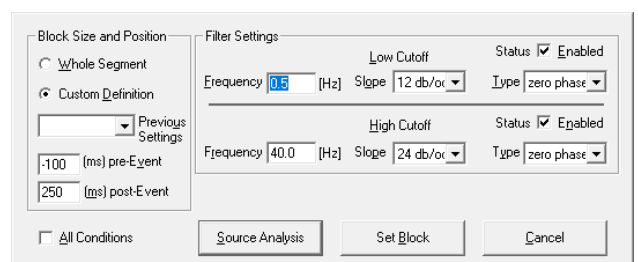 Block Size and Position
Whole Segment
Custom Definition
Previous
Settings
-100 (ms) pre-Event
250 (ms) post-Event
All Conditions
Filter Settings
Low Cutoff
Status Enabled
Frequency 0.5 [Hz] Slope 12 db/oc Type zero phase
High Cutoff
Status Enabled
Frequency 40.0 [Hz] Slope 24 db/oc Type zero phase
Source Analysis
Set Block
Cancel